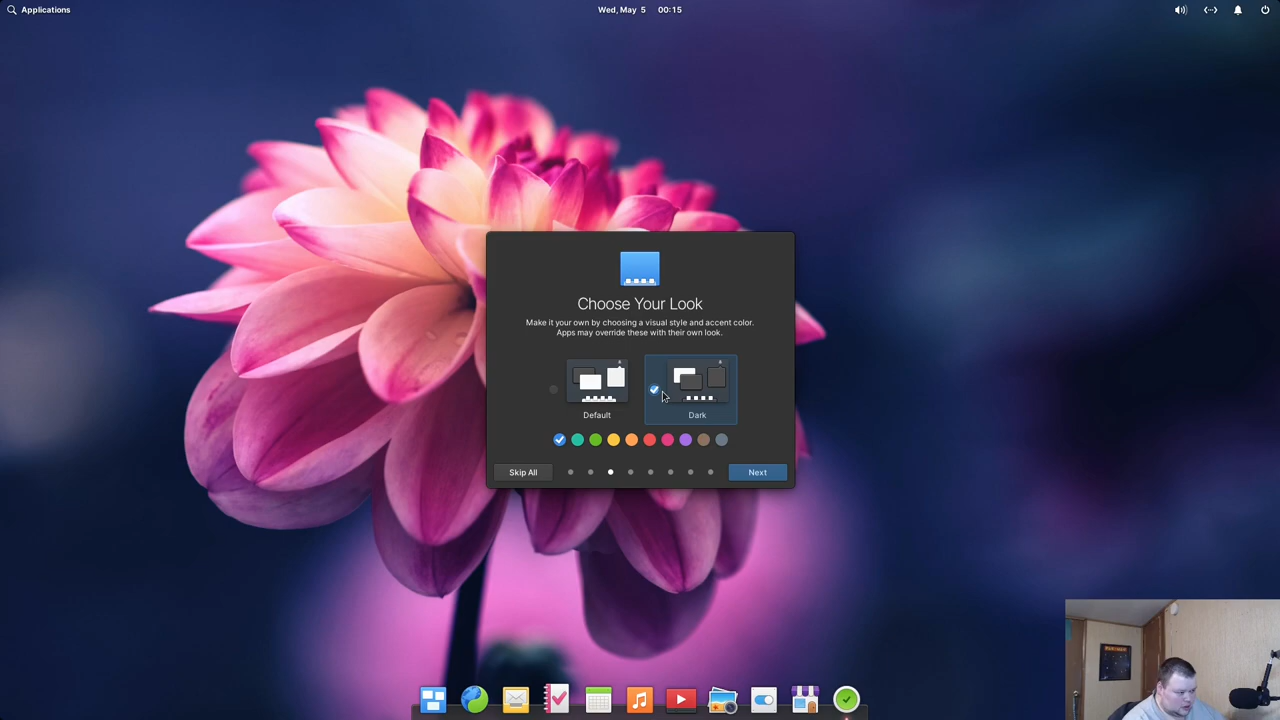 Applications
Wed, May 5 00:15
Choose Your Look
Make it your own by choosing a visual style and accent color.
Apps may override these with their own look.
Default
Dark
Skip All
Next